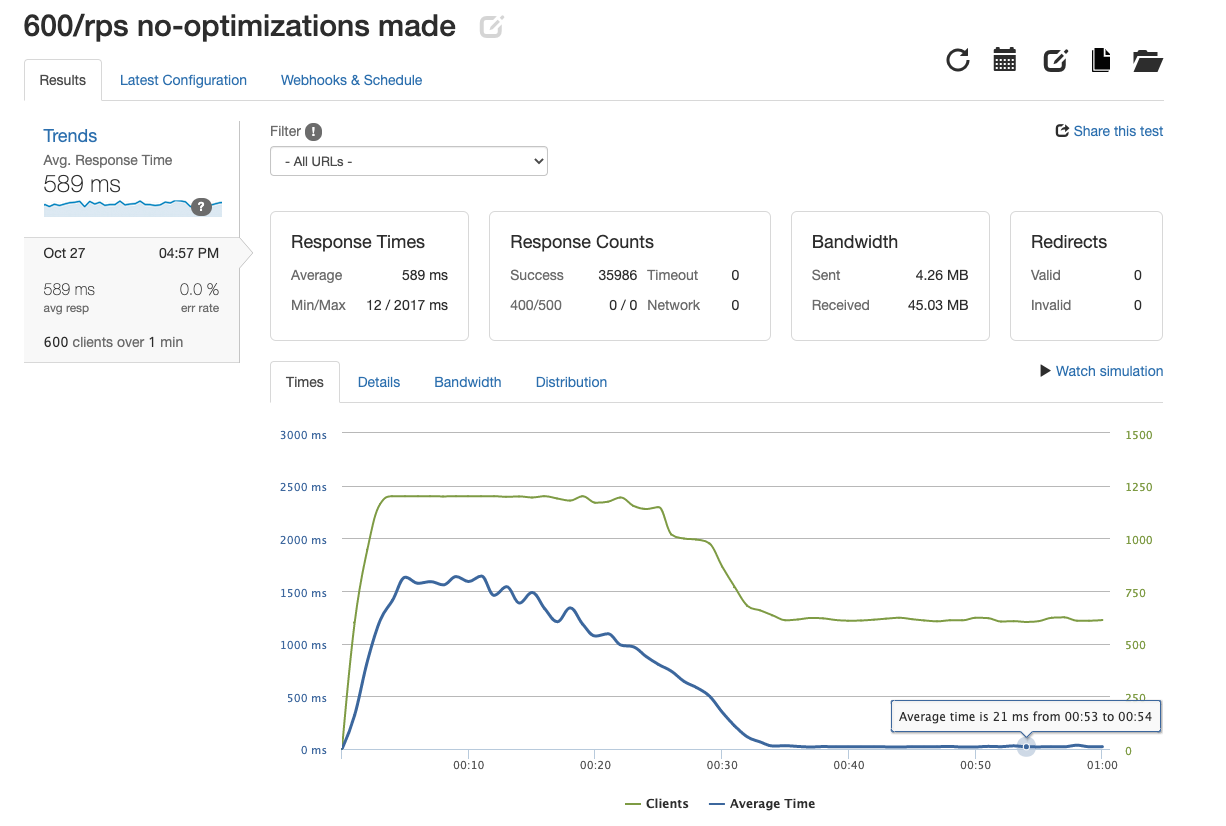 600/rps no-optimizations made
Results Latest Configuration Webhooks & Schedule
Trends
Avg. Response Time
589 ms
?
Oct 27 04:57 PM
589 ms 0.0 %
avg resp err rate
600 clients over 1 min
Filter !
Share this test
- All URLs -
Response Times
Average 589 ms
Min/Max 12 / 2017 ms
Response Counts
Success 35986 Timeout 0
400/500 0 / 0 Network 0
Bandwidth
Sent 4.26 MB
Received 45.03 MB
Redirects
Valid 0
Invalid 0
Times Details Bandwidth Distribution
Watch simulation
3000 ms 1500
2500 ms 1250
2000 ms 1000
1500 ms 750
1000 ms 500
500 ms 250
Average time is 21 ms from 00:53 to 00:54
0 ms 0
00:10 00:20 00:30 00:40 00:50 01:00
Clients Average Time